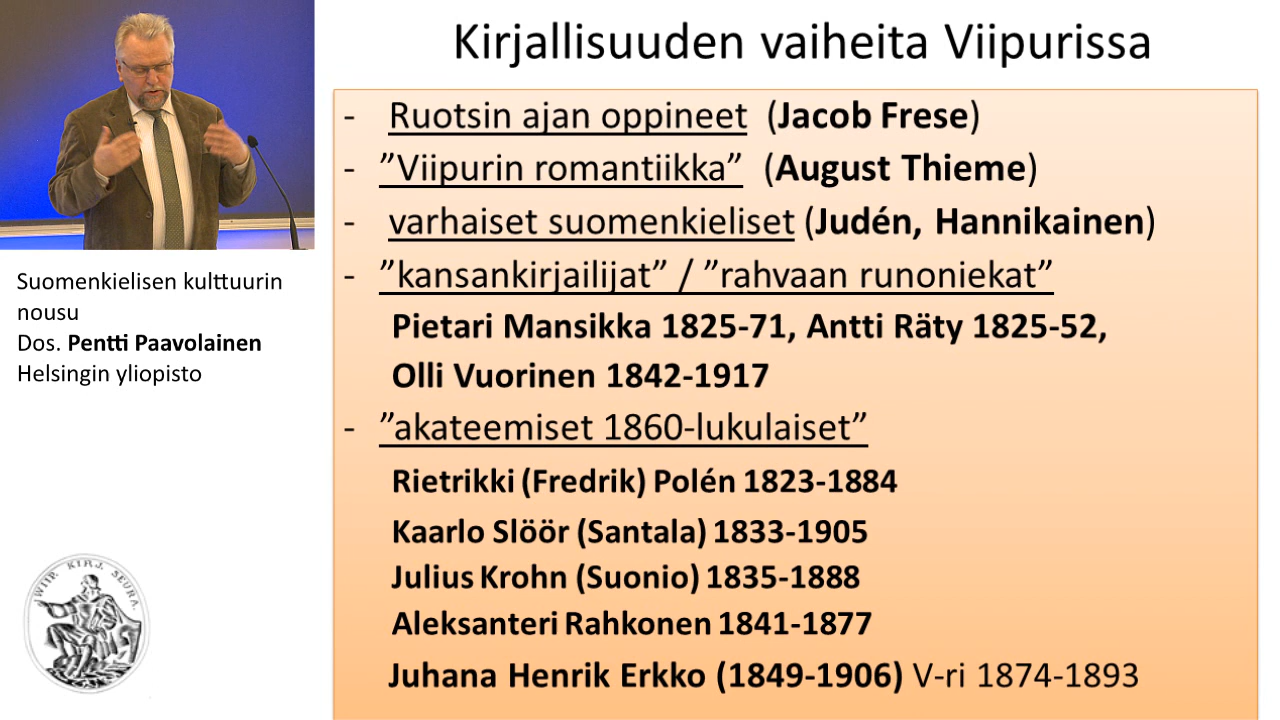 Kirjallisuuden vaiheita Viipurissa
- Ruotsin ajan oppineet (Jacob Frese)
- ”Viipurin romantiikka” (August Thieme)
- varhaiset suomenkieliset (Judén, Hannikainen)
- ”kansankirjailijat” / ”rahvaan runoniekat”
Pietari Mansikka 1825-71, Antti Räty 1825-52,
Olli Vuorinen 1842-1917
- ”akateemiset 1860-lukulaiset”
Rietrikki (Fredrik) Polén 1823-1884
Kaarlo Slöör (Santala) 1833-1905
Julius Krohn (Suonio) 1835-1888
Aleksanteri Rahkonen 1841-1877
Juhana Henrik Erkko (1849-1906) V-ri 1874-1893
Suomenkielisen kulttuurin
nousu
Dos. Pentti Paavolainen
Helsingin yliopisto
WIIP. KIRJ. SEURA.